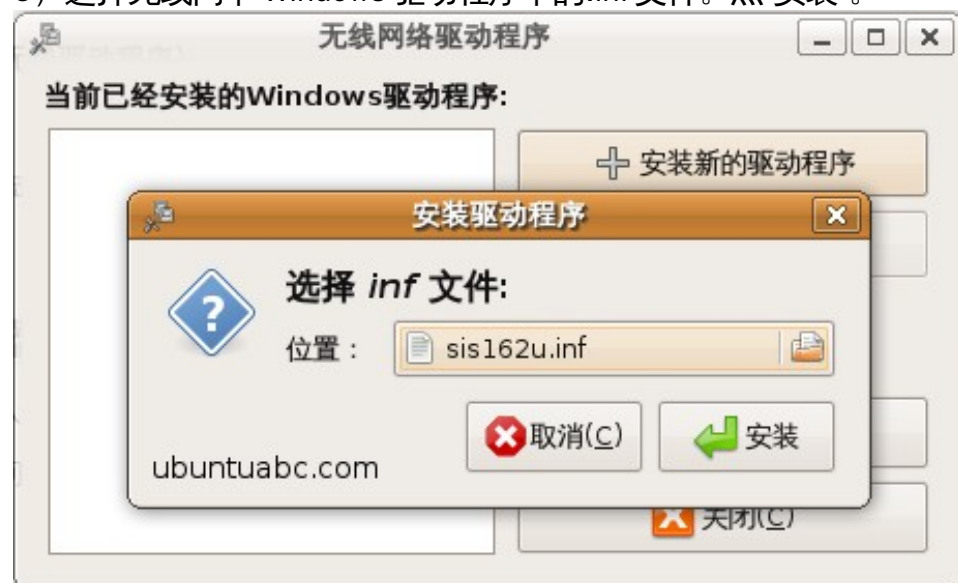 无线网络驱动程序
当前已经安装的Windows驱动程序:
安装新的驱动程序
安装驱动程序
选择 inf 文件:
位置：
sis162u.inf
取消(C)
安装
ubuntuabc.com
关闭(C)